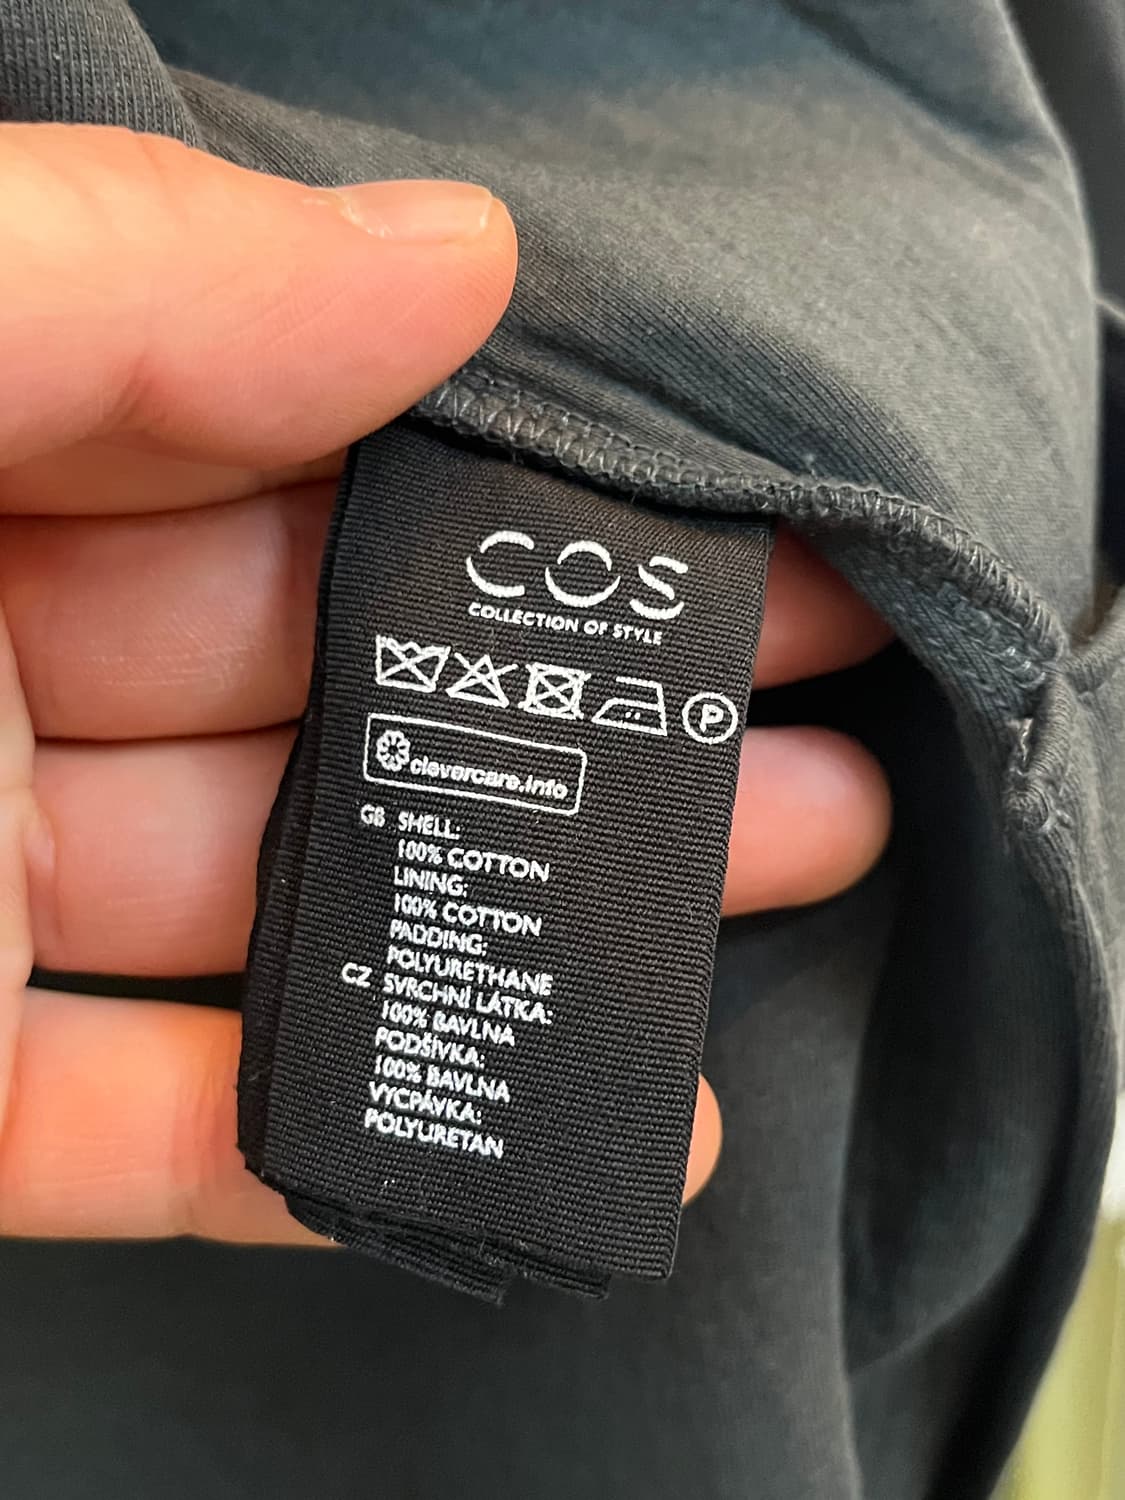 COS
COLLECTION OF STYLE
P
clevercare.info
GB SHELL:
100% COTTON
LINING:
100% COTTON
PADDING:
POLYURETHANE
CZ SVRCHNÍ LÁTKA:
100% BAVLNA
PODŠÍVKA:
100% BAVLNA
VYCPÁVKA:
POLYURETAN